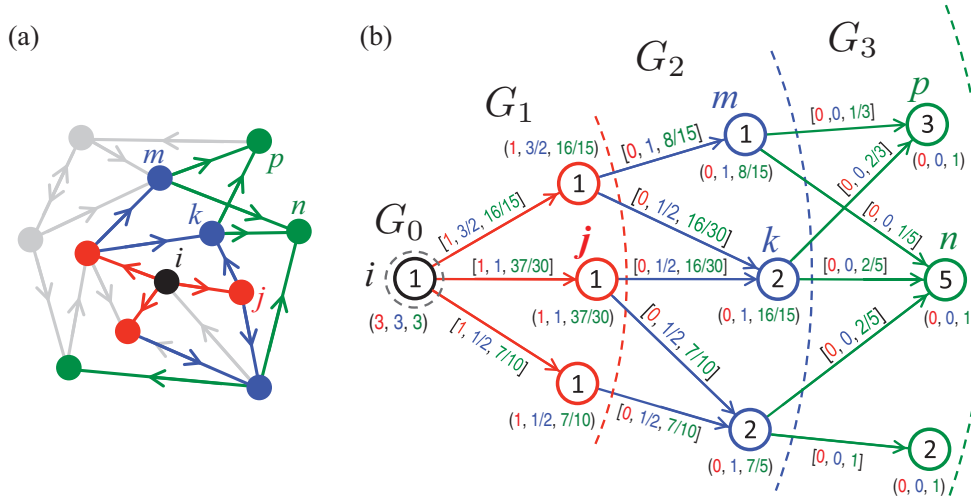 (a)
m
p
k
n
i
j
(b)
G₀
G₁
G₂
G₃
i
1
(3, 3, 3)
[1, 3/2, 16/15]
[1, 1, 37/30]
[1, 1/2, 7/10]
(1, 3/2, 16/15)
1
j
1
(1, 1, 37/30)
1
(1, 1/2, 7/10)
[0, 1, 8/15]
[0, 1/2, 16/30]
[0, 1/2, 16/30]
[0, 1/2, 7/10]
[0, 1/2, 7/10]
m
1
(0, 1, 8/15)
k
2
(0, 1, 16/15)
2
(0, 1, 7/5)
[0 ,0, 1/3]
[0, 0, 2/3]
[0, 0, 1/5]
[0, 0, 2/5]
[0, 0, 2/5]
[0, 0, 1]
p
3
(0, 0, 1)
n
5
(0, 0, 1
2
(0, 0, 1)